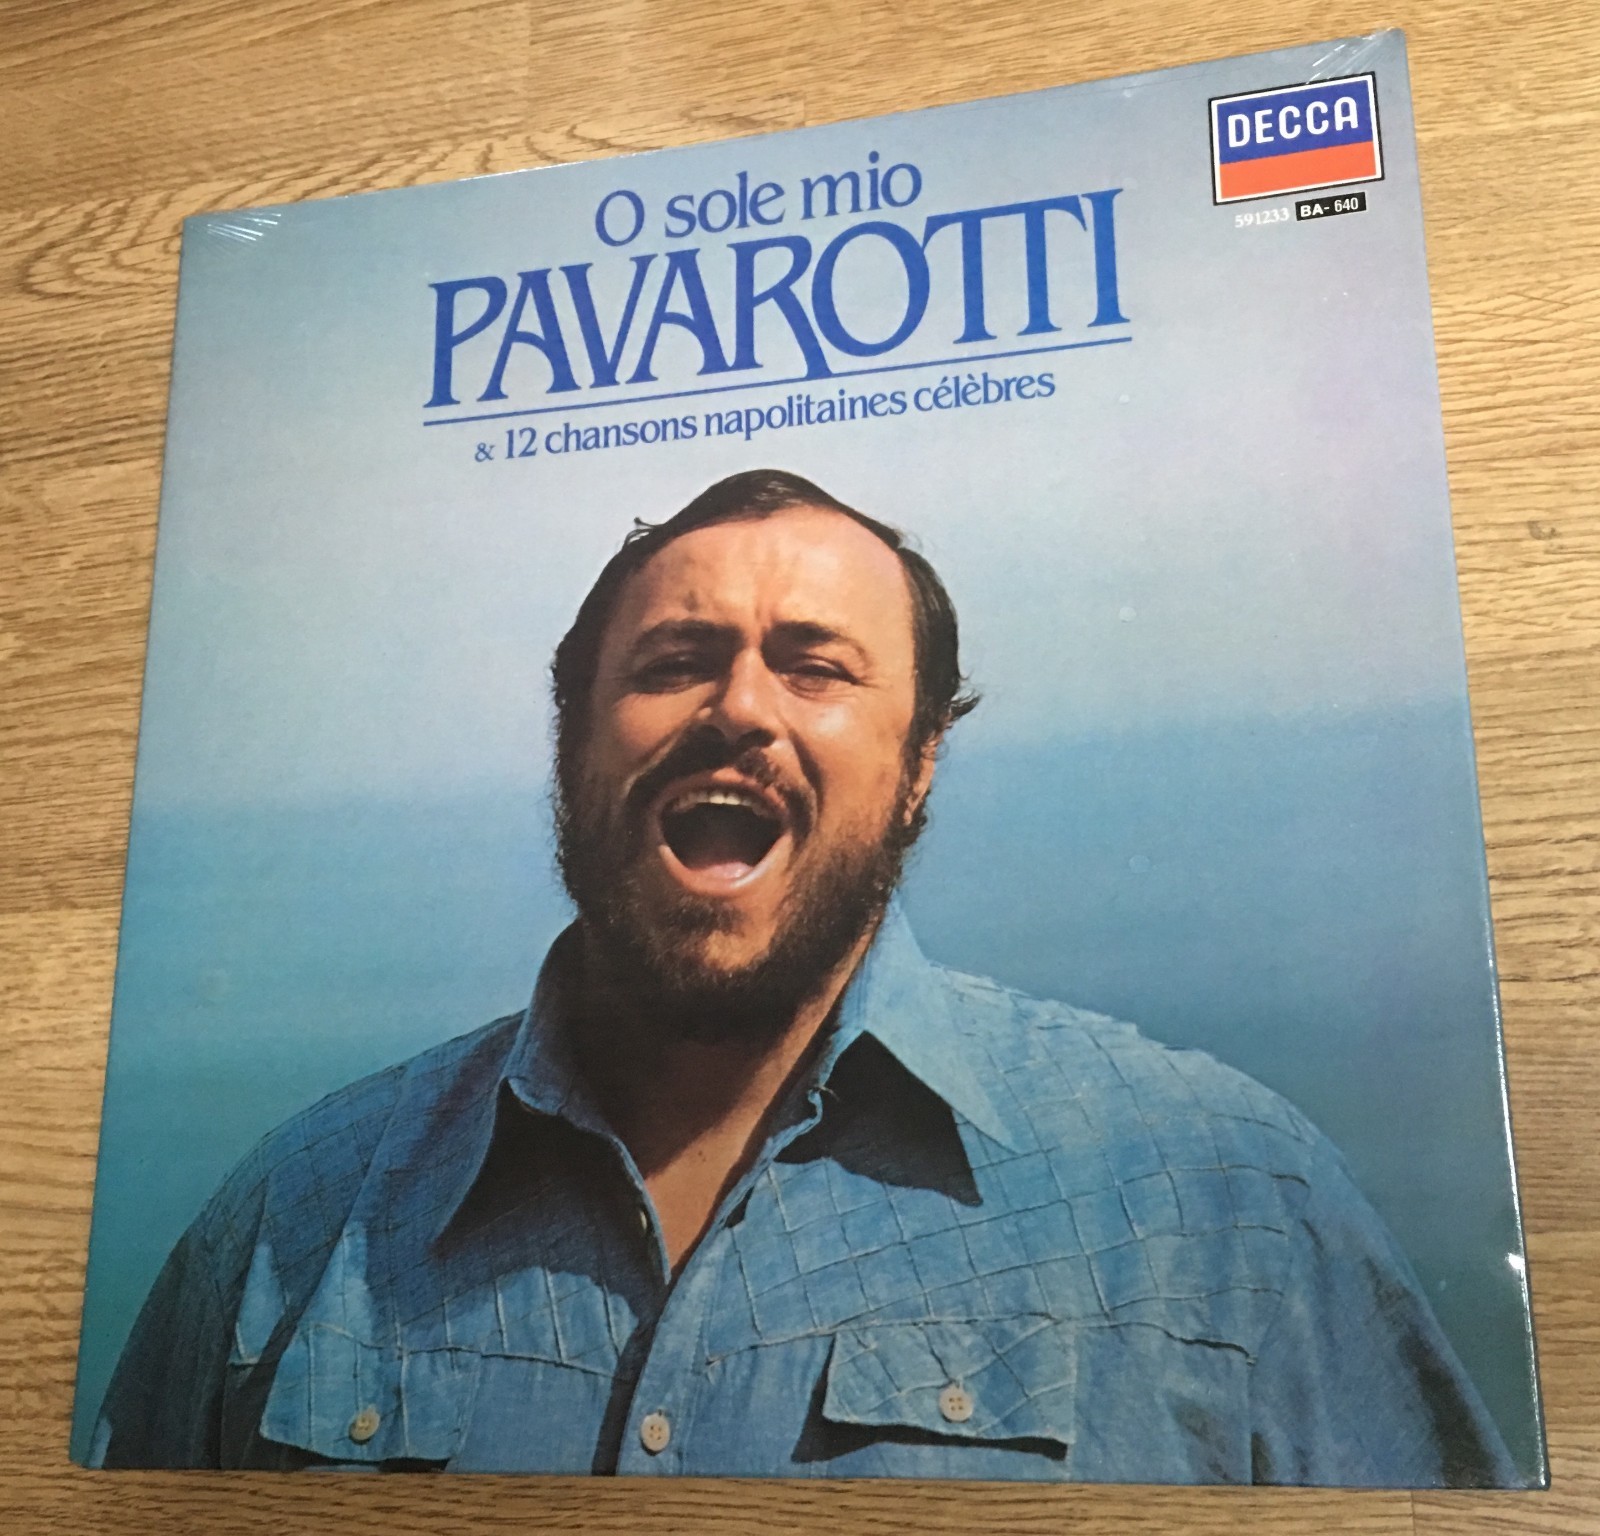 O sole mio
PAVAROTTI
& 12 chansons napolitaines célèbres
DECCA
591233 BA- 640